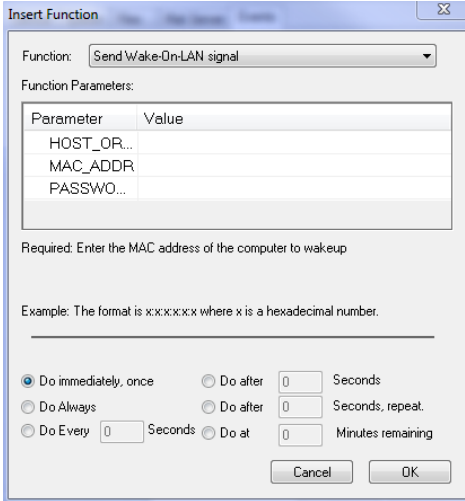 Insert Function
Function: Send Wake-On-LAN signal
Function Parameters:
Parameter Value
HOST_OR...
MAC_ADDR
PASSWO...
Required: Enter the MAC address of the computer to wakeup
Example: The format is x:x:x:x:x:x where x is a hexadecimal number.
Do immediately, once Do after 0 Seconds
Do Always Do after 0 Seconds, repeat.
Do Every 0 Seconds Do at 0 Minutes remaining
Cancel OK